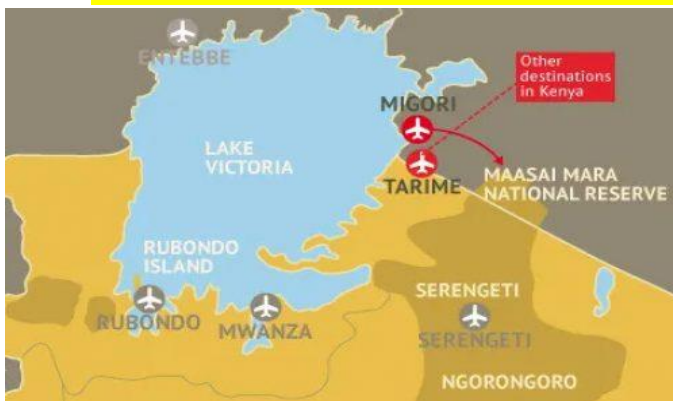 ENTEBBE
Other
destinations
in Kenya
MIGORI
LAKE
VICTORIA
TARIME
MAASAI MARA
NATIONAL RESERVE
RUBONDO
ISLAND
RUBONDO
MWANZA
SERENGETI
SERENGETI
NGORONGORO